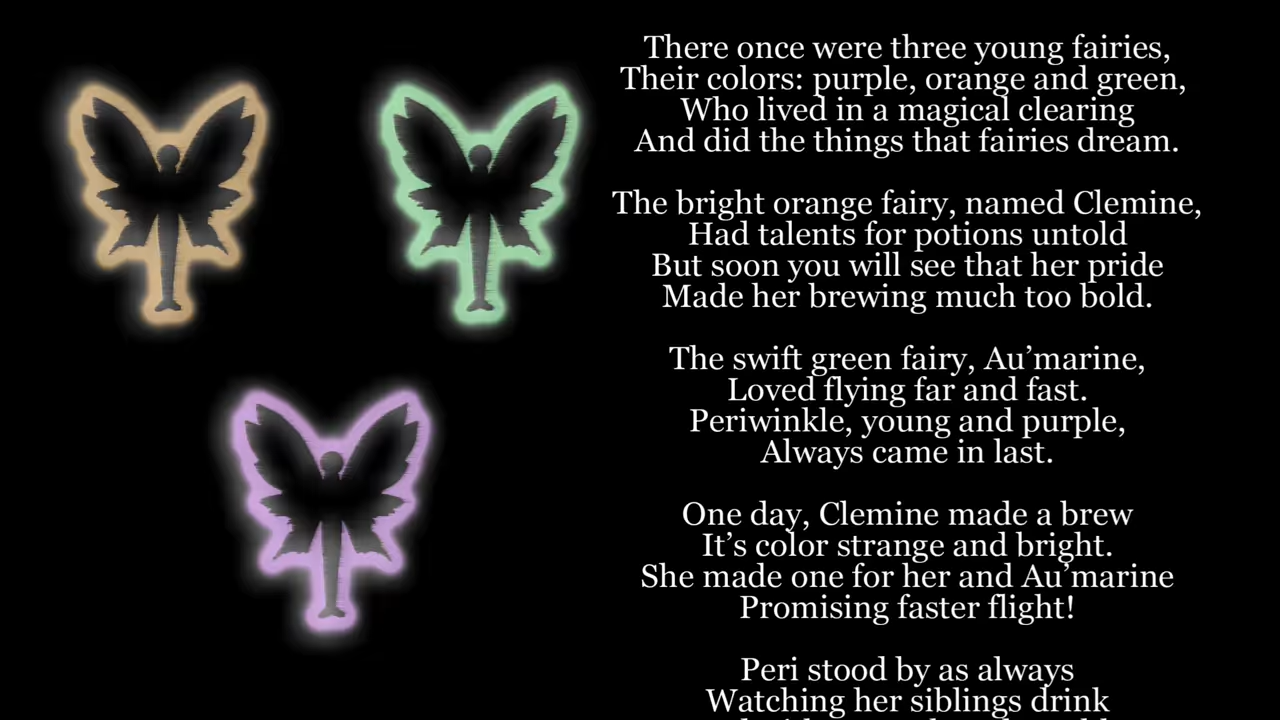 There once were three young fairies,
Their colors: purple, orange and green,
Who lived in a magical clearing
And did the things that fairies dream.
The bright orange fairy, named Clemine,
Had talents for potions untold
But soon you will see that her pride
Made her brewing much too bold.
The swift green fairy, Au’marine,
Loved flying far and fast.
Periwinkle, young and purple,
Always came in last.
One day, Clemine made a brew
It’s color strange and bright.
She made one for her and Au’marine
Promising faster flight!
Peri stood by as always
Watching her siblings drink